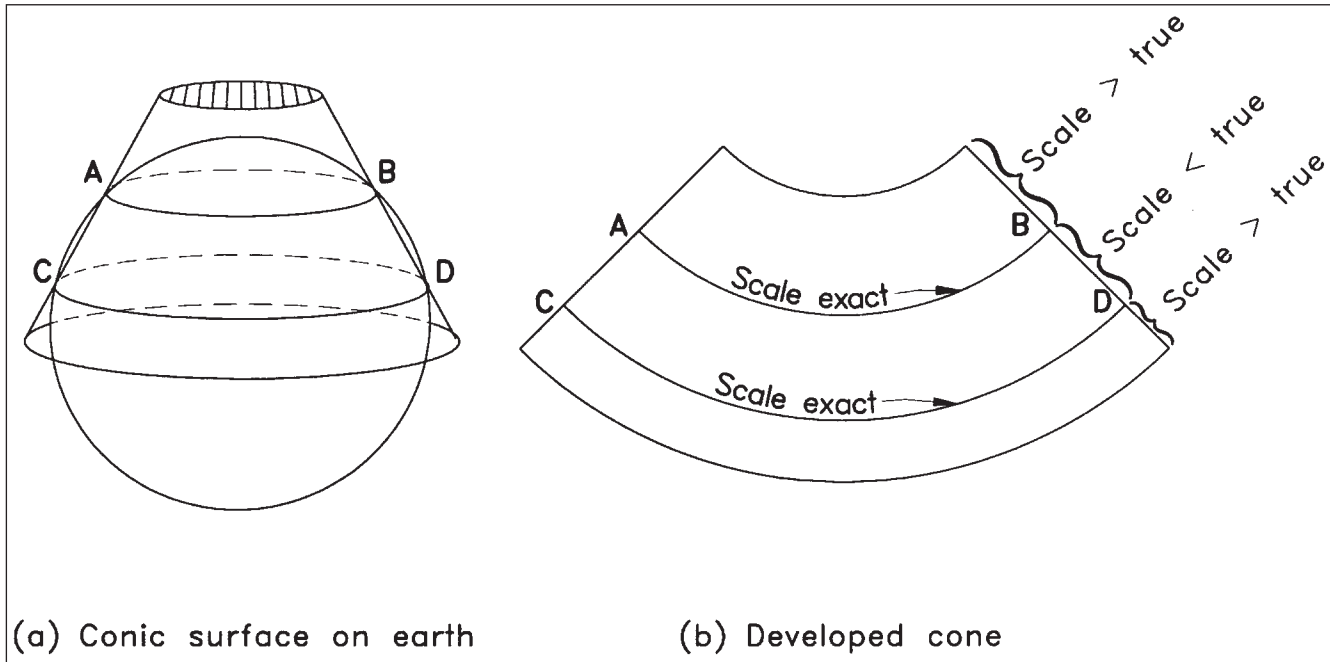 A
B
C
D
(a) Conic surface on earth
Scale > true
A
B
Scale < true
Scale exact
C
D
Scale > true
Scale exact
(b) Developed cone